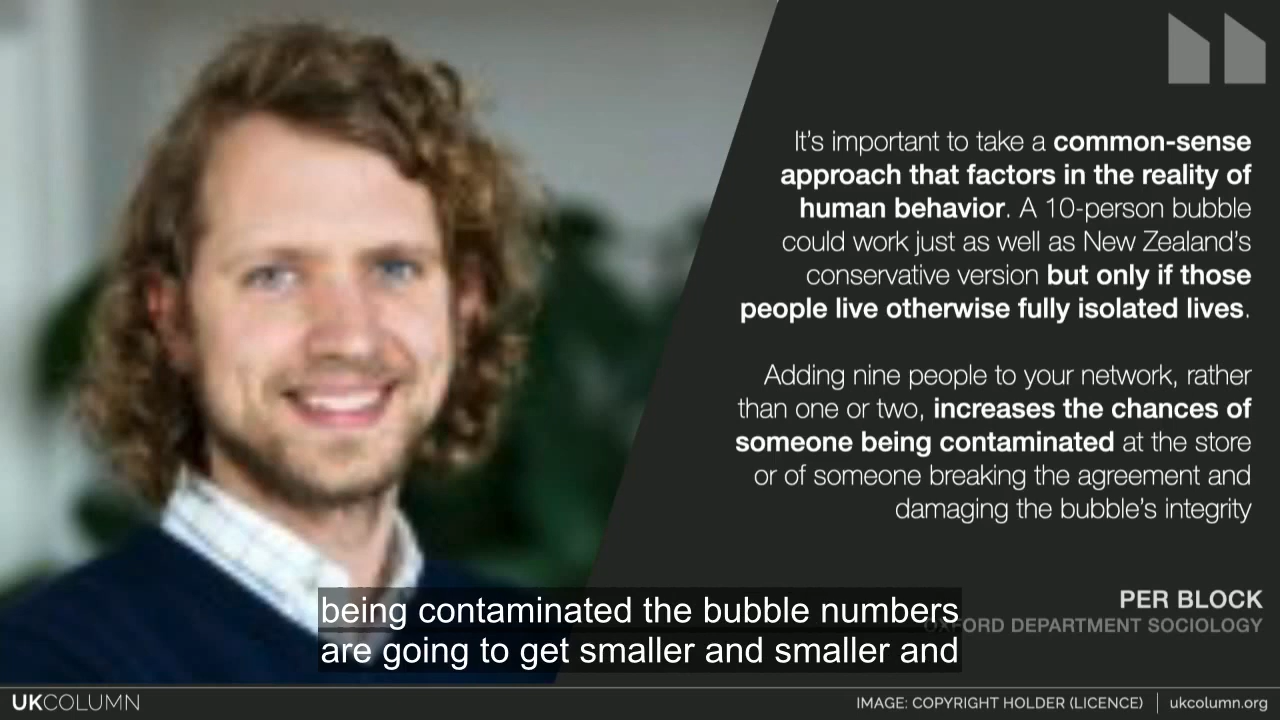 It's important to take a common-sense
approach that factors in the reality of
human behavior. A 10-person bubble
could work just as well as New Zealand's
conservative version but only if those
people live otherwise fully isolated lives.
Adding nine people to your network, rather
than one or two, increases the chances of
someone being contaminated at the store
or of someone breaking the agreement and
damaging the bubble's integrity
PER BLOCK
OXFORD DEPARTMENT SOCIOLOGY
being contaminated the bubble numbers
are going to get smaller and smaller and
UKCOLUMN
IMAGE: COPYRIGHT HOLDER (LICENCE)
ukcolumn.org